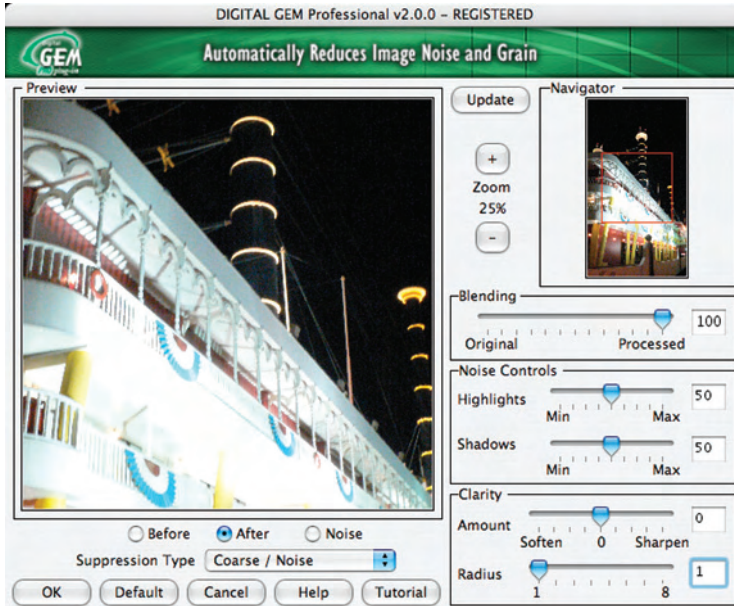 DIGITAL GEM Professional v2.0.0 – REGISTERED
GEM
Automatically Reduces Image Noise and Grain
Preview
Update
Navigator
+
Zoom
25%
-
Blending
100
Original Processed
Noise Controls
Highlights 50
Min Max
Shadows 50
Min Max
Clarity
Amount 0
Soften 0 Sharpen
Radius 1
1 8
Before After Noise
Suppression Type Coarse / Noise
OK Default Cancel Help Tutorial